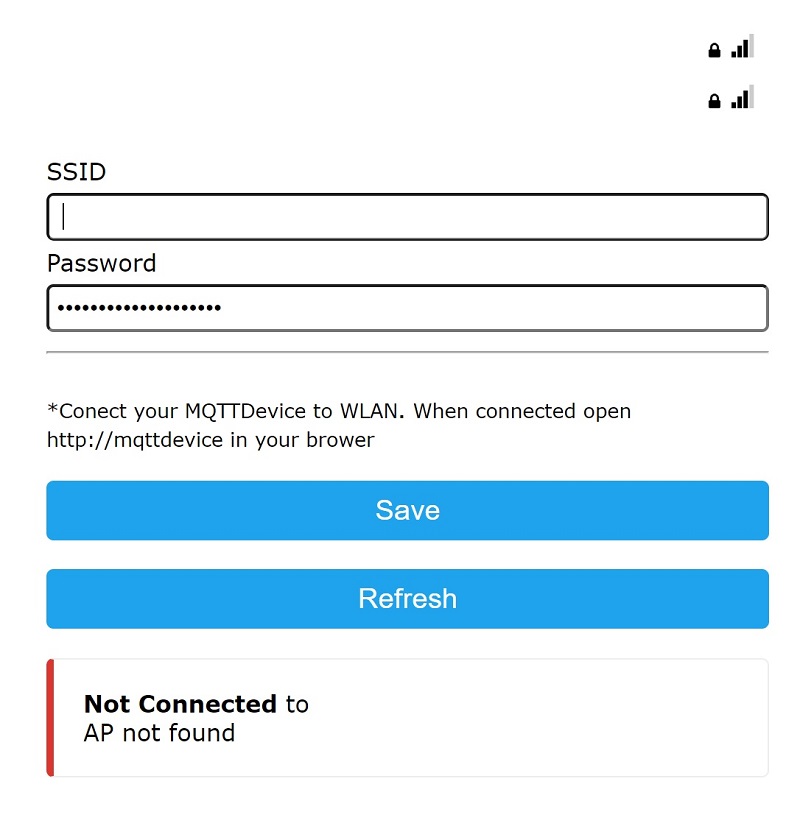 SSID
Password
••••••••••••••••••••
*Conect your MQTTDevice to WLAN. When connected open
http://mqttdevice in your brower
Save
Refresh
Not Connected to
AP not found